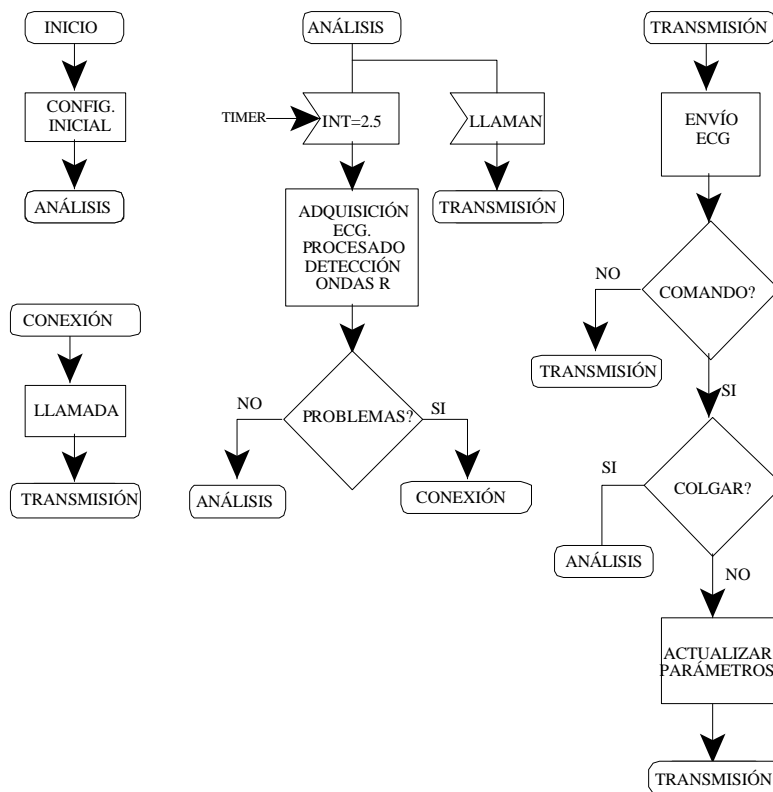 INICIO
CONFIG.
INICIAL
ANÁLISIS
CONEXIÓN
LLAMADA
TRANSMISIÓN
ANÁLISIS
TIMER
INT=2.5
LLAMAN
TRANSMISIÓN
ADQUISICIÓN
ECG.
PROCESADO
DETECCIÓN
ONDAS R
NO
PROBLEMAS?
SI
ANÁLISIS
CONEXIÓN
TRANSMISIÓN
ENVÍO
ECG
NO
COMANDO?
TRANSMISIÓN
SI
SI
COLGAR?
ANÁLISIS
NO
ACTUALIZAR
PARÁMETROS
TRANSMISIÓN